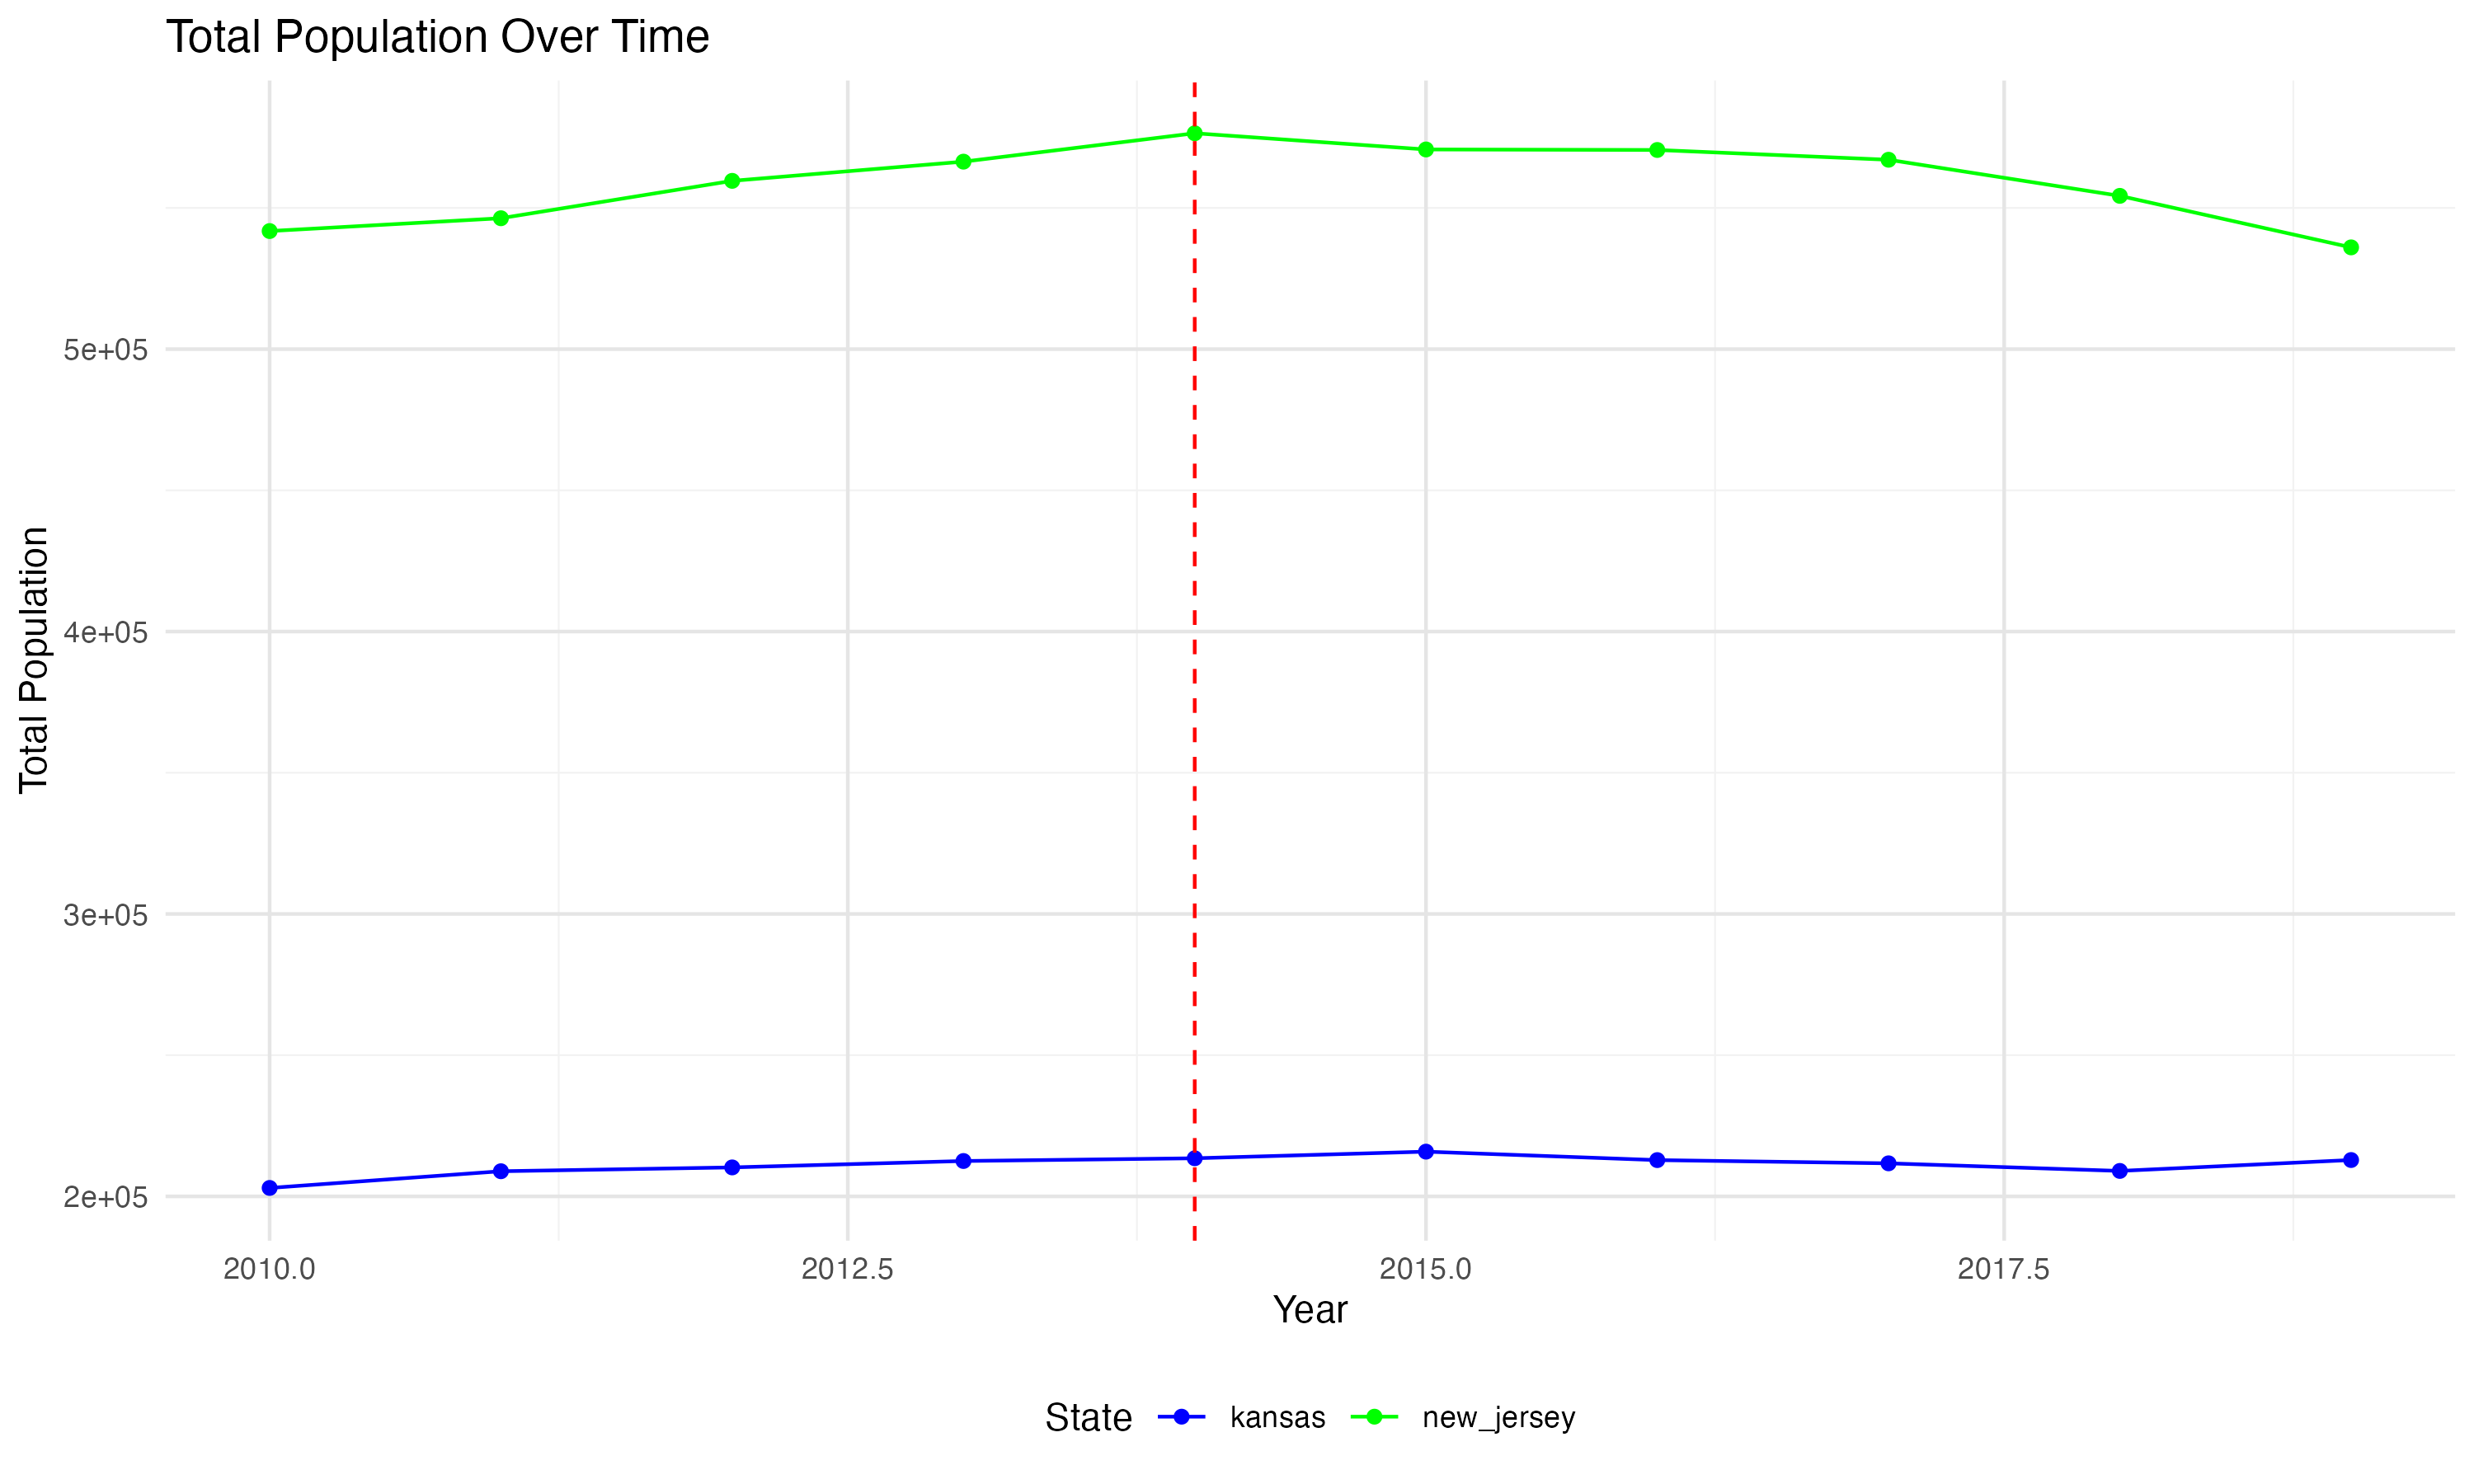 Total Population Over Time
Total Population
5e+05
4e+05
3e+05
2e+05
2010.0 2012.5 2015.0 2017.5
Year
State kansas new_jersey